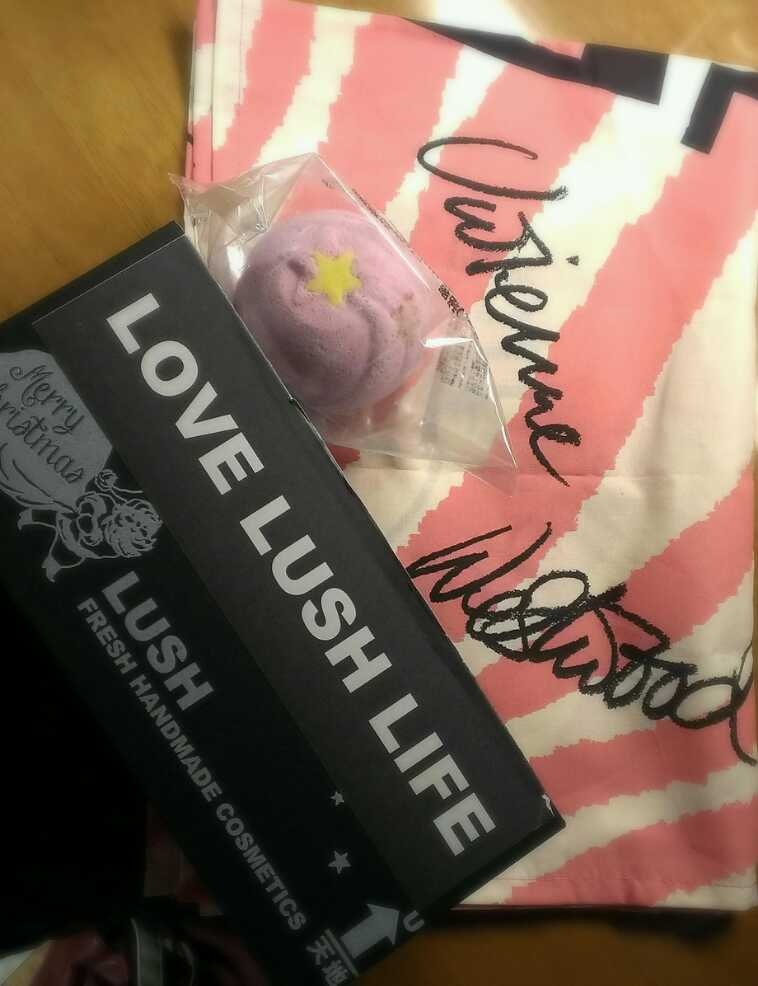 Vivienne
Westwood
LOVE LUSH LIFE
Merry
Christmas
LUSH
FRESH HANDMADE COSMETICS
天地